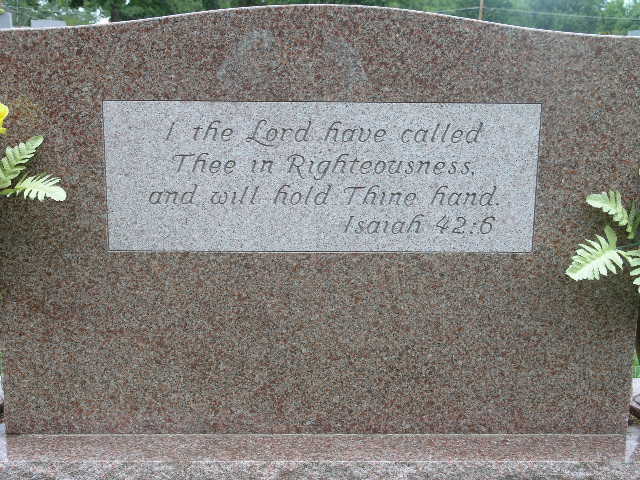 I the Lord have called
Thee in Righteousness,
and will hold Thine hand.
Isaiah 42:6